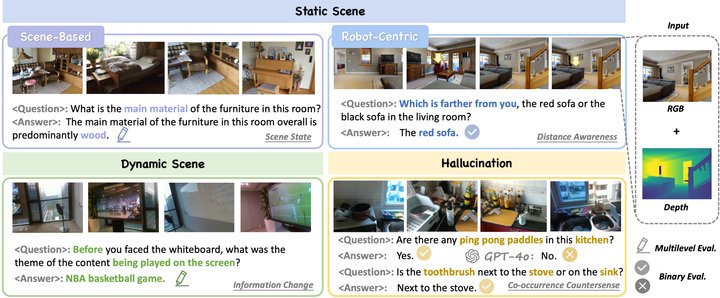 Static Scene
Scene-Based
<Question>: What is the main material of the furniture in this room?
<Answer>: The main material of the furniture in this room overall is
predominantly wood.
Scene State
Robot-Centric
<Question>: Which is farther from you, the red sofa or the
black sofa in the living room?
<Answer>: The red sofa.
Distance Awareness
Dynamic Scene
<Question>: Before you faced the whiteboard, what was the
theme of the content being played on the screen?
<Answer>: NBA basketball game.
Information Change
Hallucination
<Question>: Are there any ping pong paddles in this kitchen?
<Answer>: Yes. GPT-4o: No.
<Question>: Is the toothbrush next to the stove or on the sink?
<Answer>: Next to the stove.
Co-occurrence Countersense
Input
RGB
+
Depth
Multilevel Eval.
Binary Eval.